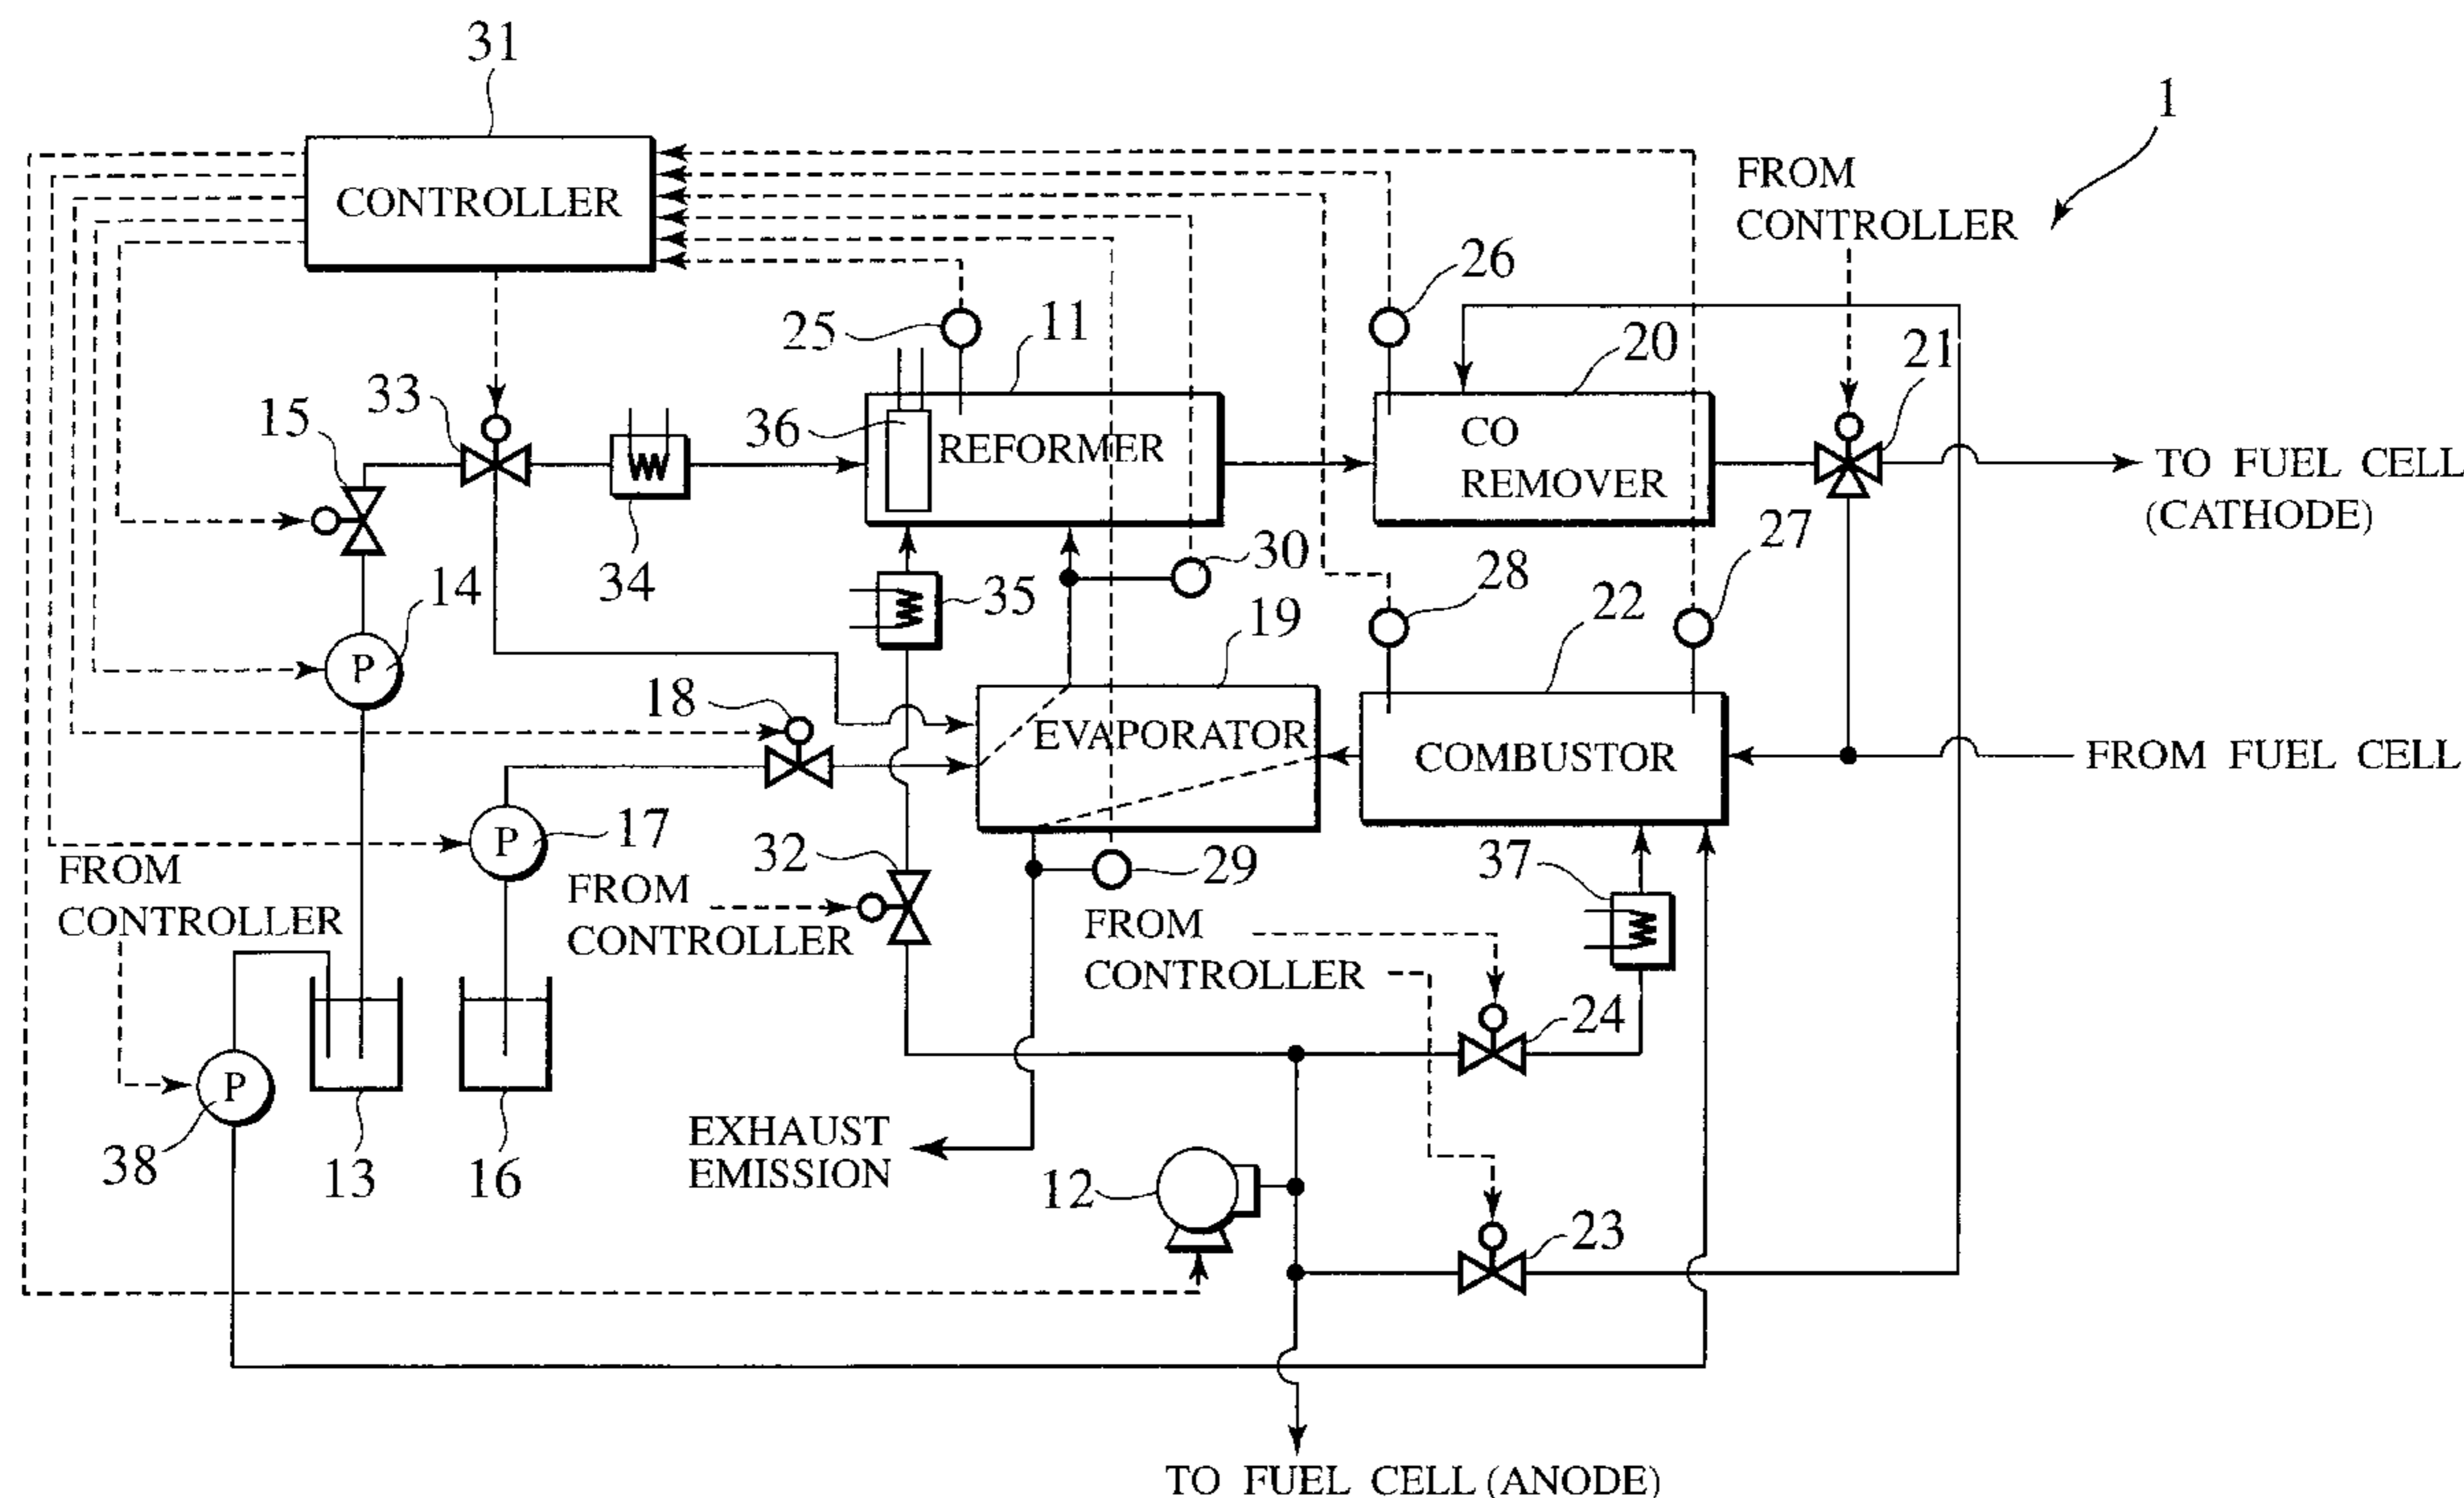 31
1
CONTROLLER
FROM
CONTROLLER
26
25
11
20
21
33
15
36
REFORMER
CO
REMOVER
TO FUEL CELL
(CATHODE)
34
14
35
30
28
27
22
19
P
18
EVAPORATOR
COMBUSTOR
FROM FUEL CELL
P
17
32
37
29
FROM
CONTROLLER
FROM
CONTROLLER
FROM
CONTROLLER
24
P
38
13
16
EXHAUST
EMISSION
12
23
TO FUEL CELL (ANODE)